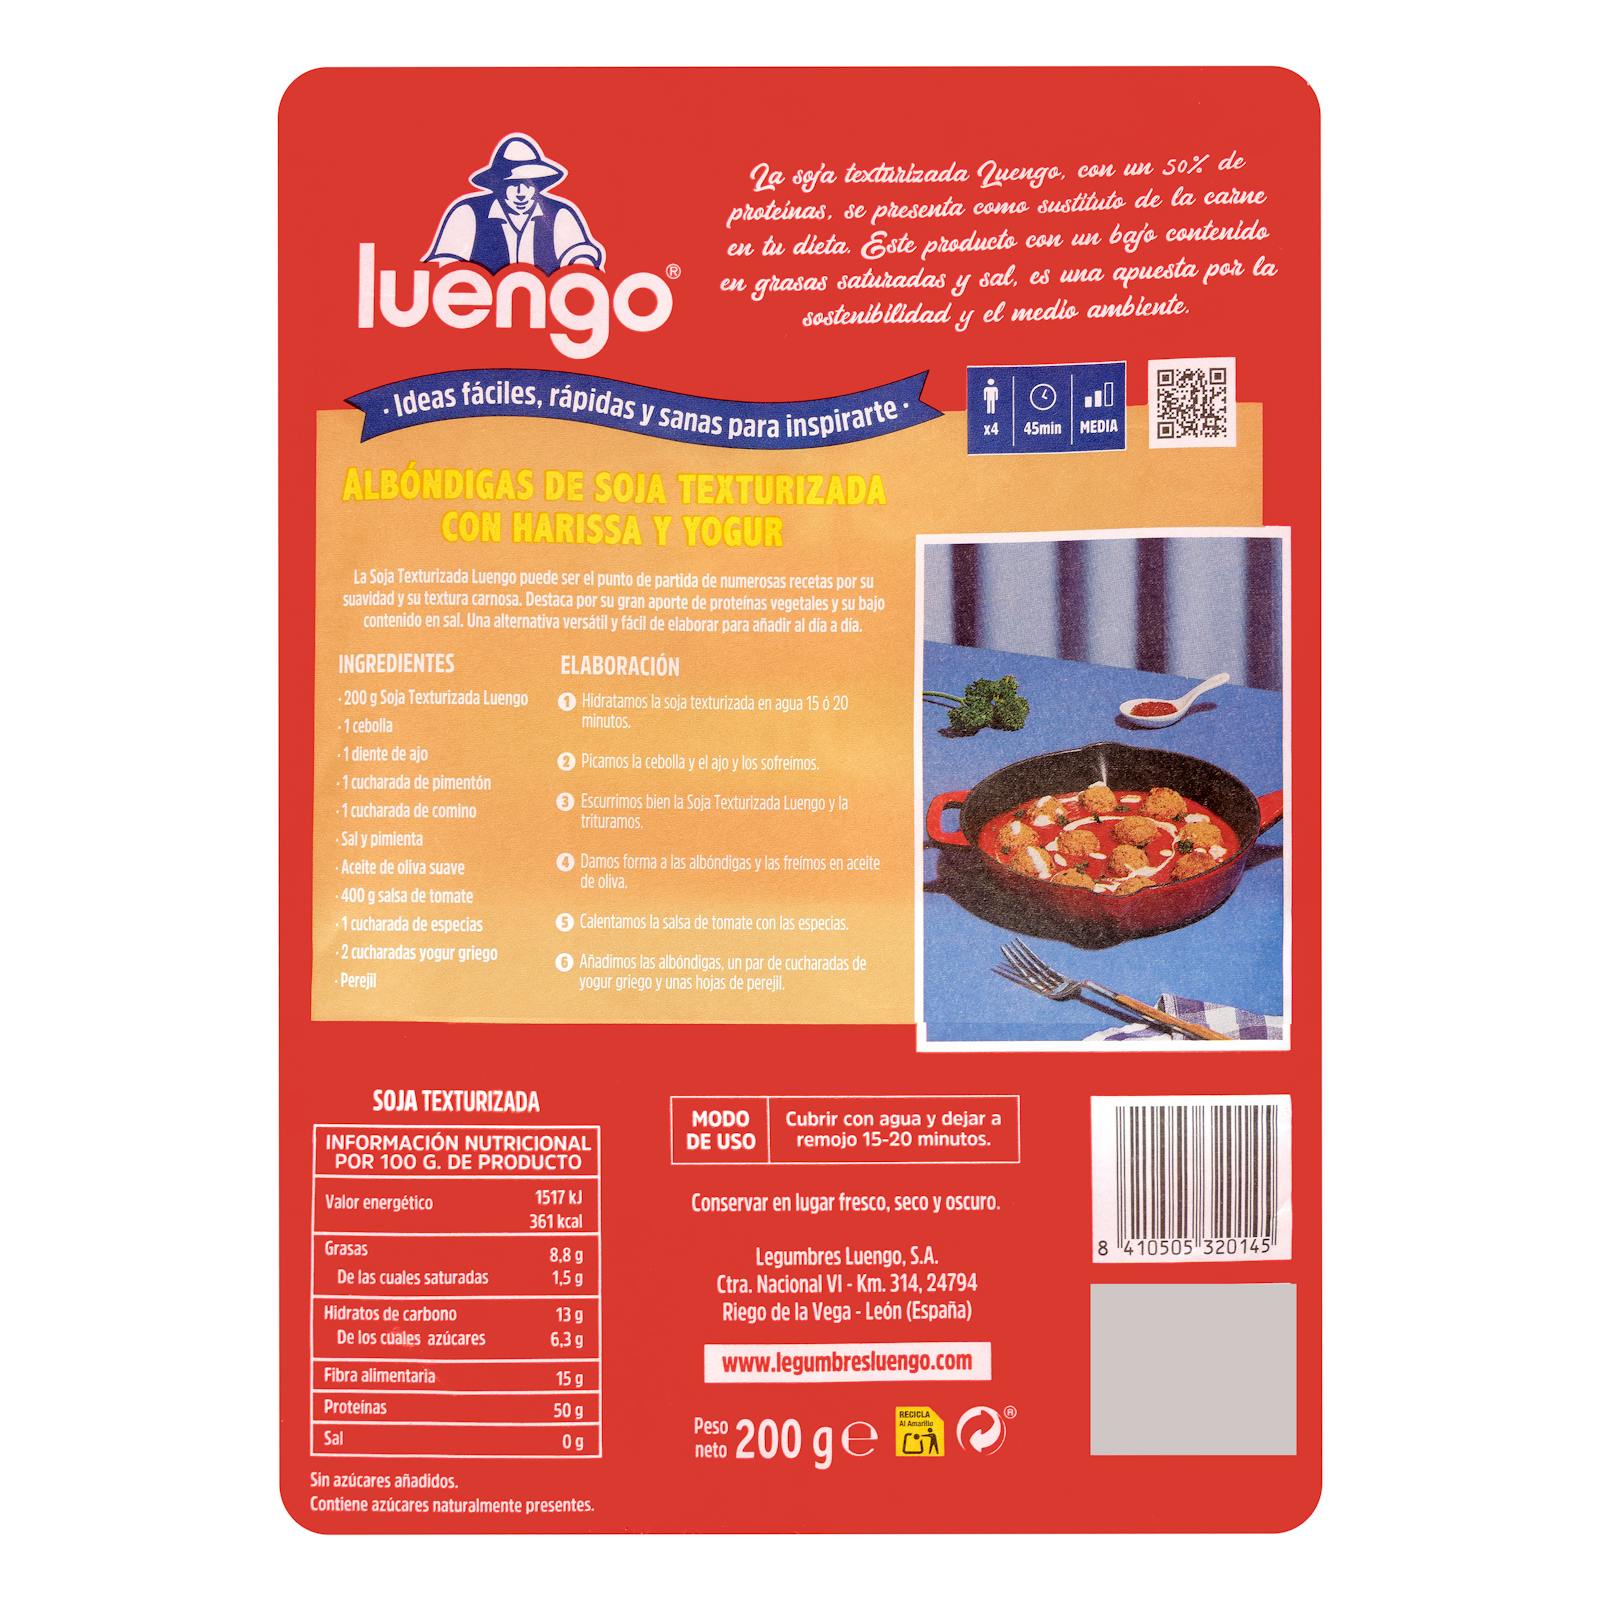 luengo®
La soja texturizada Luengo, con un 50% de
proteínas, se presenta como sustituto de la carne
en tu dieta. Este producto con un bajo contenido
en grasas saturadas y sal, es una apuesta por la
sostenibilidad y el medio ambiente.
· Ideas fáciles, rápidas y sanas para inspirarte ·
x4
45min
MEDIA
ALBÓNDIGAS DE SOJA TEXTURIZADA
CON HARISSA Y YOGUR
La Soja Texturizada Luengo puede ser el punto de partida de numerosas recetas por su
suavidad y su textura carnosa. Destaca por su gran aporte de proteínas vegetales y su bajo
contenido en sal. Una alternativa versátil y fácil de elaborar para añadir al día a día.
INGREDIENTES
· 200 g Soja Texturizada Luengo
· 1 cebolla
· 1 diente de ajo
· 1 cucharada de pimentón
· 1 cucharada de comino
· Sal y pimienta
· Aceite de oliva suave
· 400 g salsa de tomate
· 1 cucharada de especias
· 2 cucharadas yogur griego
· Perejil
ELABORACIÓN
1 Hidratamos la soja texturizada en agua 15 ó 20
minutos.
2 Picamos la cebolla y el ajo y los sofreímos.
3 Escurrimos bien la Soja Texturizada Luengo y la
trituramos.
4 Damos forma a las albóndigas y las freímos en aceite
de oliva.
5 Calentamos la salsa de tomate con las especias.
6 Añadimos las albóndigas, un par de cucharadas de
yogur griego y unas hojas de perejil.
SOJA TEXTURIZADA
INFORMACIÓN NUTRICIONAL
POR 100 G. DE PRODUCTO
Valor energético 1517 kJ
361 kcal
Grasas 8,8 g
De las cuales saturadas 1,5 g
Hidratos de carbono 13 g
De los cuales azúcares 6,3 g
Fibra alimentaria 15 g
Proteínas 50 g
Sal 0 g
Sin azúcares añadidos.
Contiene azúcares naturalmente presentes.
MODO
DE USO
Cubrir con agua y dejar a
remojo 15-20 minutos.
Conservar en lugar fresco, seco y oscuro.
Legumbres Luengo, S.A.
Ctra. Nacional VI - Km. 314, 24794
Riego de la Vega - León (España)
www.legumbresluengo.com
Peso
neto
200 g e
RECICLA
Al Amarillo
®
8 410505 320145